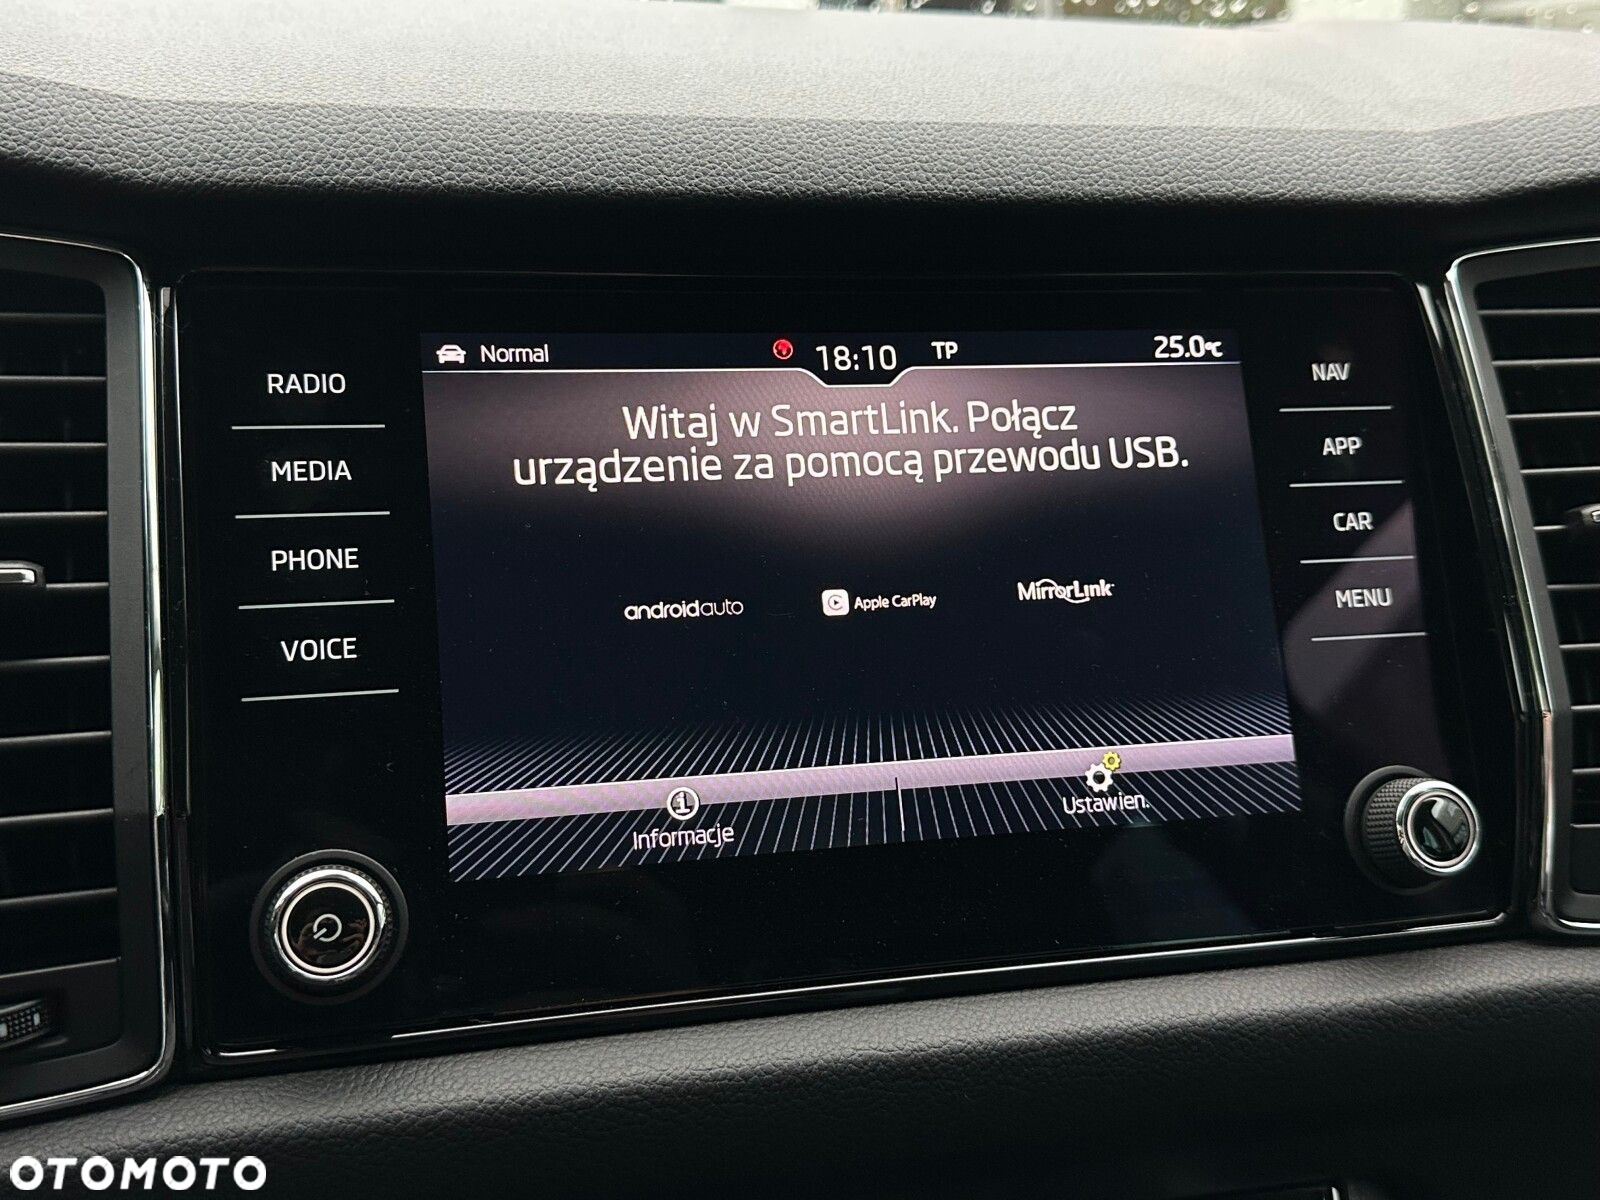 Normal
18:10
TP
25.0°C
RADIO
MEDIA
PHONE
VOICE
Witaj w SmartLink. Połącz
urządzenie za pomocą przewodu USB.
androidauto
Apple CarPlay
MirrorLink
Informacje
Ustawien.
NAV
APP
CAR
MENU
OTOMOTO